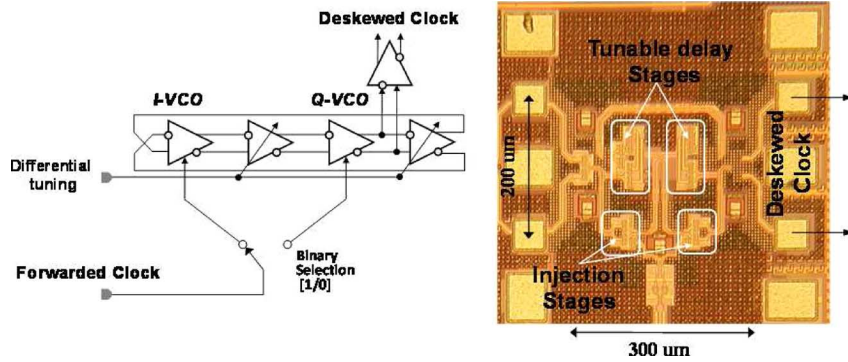 Deskewed Clock
I-VCO
Q-VCO
Differential
tuning
Forwarded Clock
Binary
Selection
[1/0]
Tunable delay
Stages
200 um
Deskewed
Clock
Injection
Stages
300 um